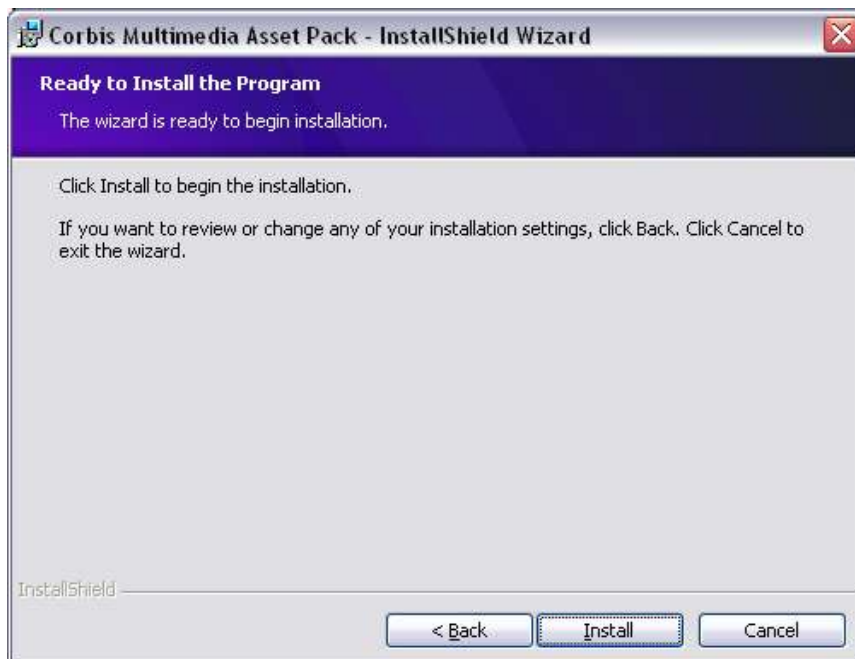 Corbis Multimedia Asset Pack - InstallShield Wizard
Ready to Install the Program
The wizard is ready to begin installation.
Click Install to begin the installation.
If you want to review or change any of your installation settings, click Back. Click Cancel to
exit the wizard.
InstallShield
< Back
Install
Cancel